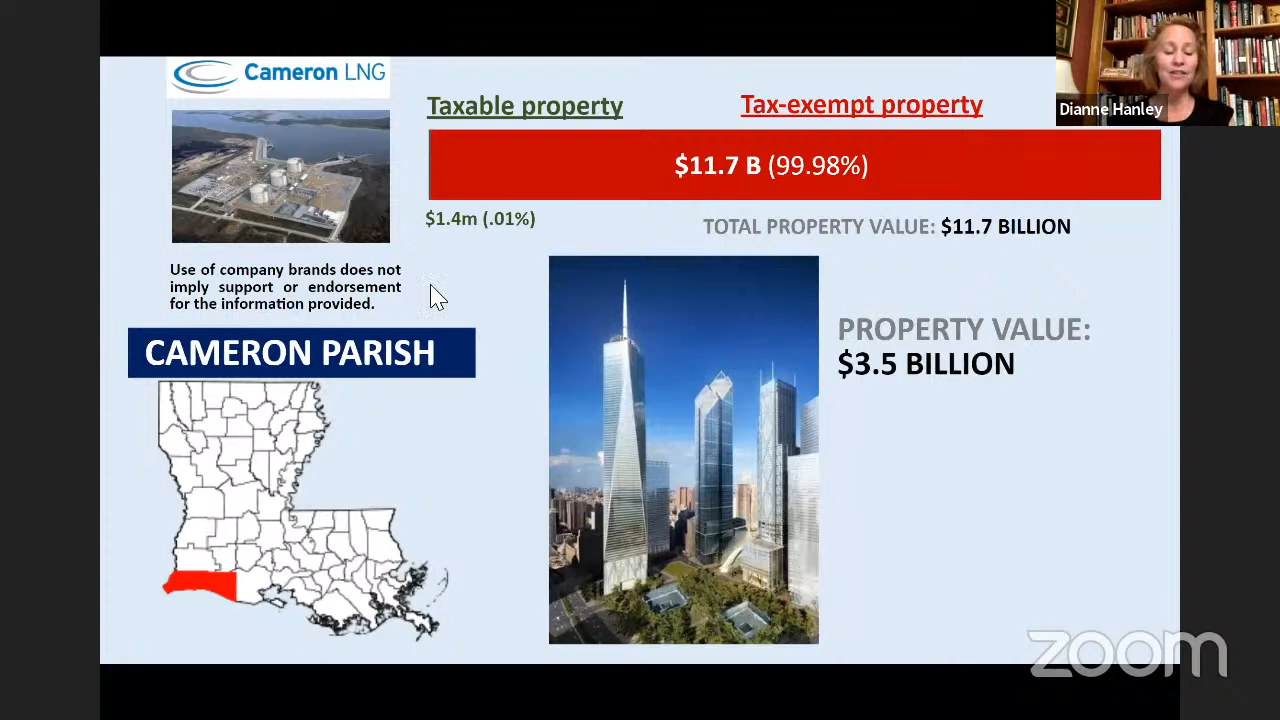 Cameron LNG
Taxable property
Tax-exempt property
Dianne Hanley
$11.7 B (99.98%)
$1.4m (.01%)
TOTAL PROPERTY VALUE: $11.7 BILLION
Use of company brands does not
imply support or endorsement
for the information provided.
PROPERTY VALUE:
$3.5 BILLION
CAMERON PARISH
zoom